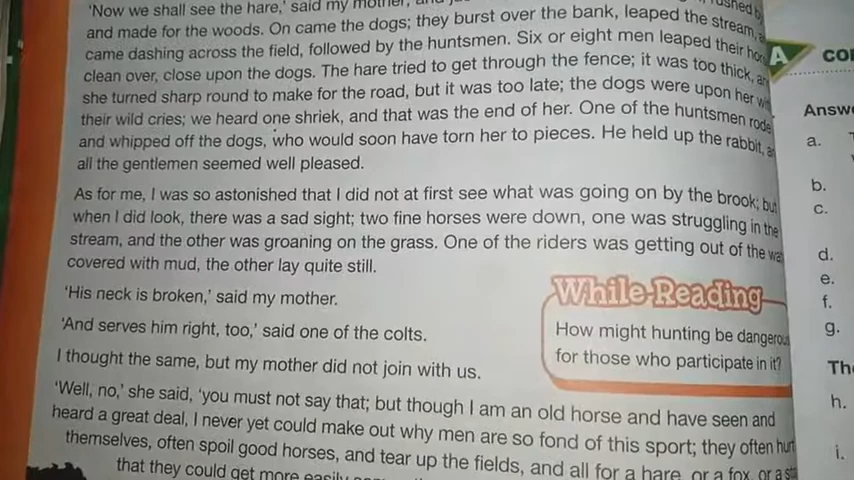 'Now we shall see the hare,' said my mother, and
and made for the woods. On came the dogs; they burst over the bank, leaped the stream,
came dashing across the field, followed by the huntsmen. Six or eight men leaped their
clean over, close upon the dogs. The hare tried to get through the fence; it was too thick,
she turned sharp round to make for the road, but it was too late; the dogs were upon her
their wild cries; we heard one shriek, and that was the end of her. One of the huntsmen rode
and whipped off the dogs, who would soon have torn her to pieces. He held up the rabbit,
all the gentlemen seemed well pleased.
As for me, I was so astonished that I did not at first see what was going on by the brook; but
when I did look, there was a sad sight; two fine horses were down, one was struggling in the
stream, and the other was groaning on the grass. One of the riders was getting out of the
covered with mud, the other lay quite still.
'His neck is broken,' said my mother.
'And serves him right, too,' said one of the colts.
I thought the same, but my mother did not join with us.
'Well, no,' she said, 'you must not say that; but though I am an old horse and have seen and
heard a great deal, I never yet could make out why men are so fond of this sport; they often hurt
themselves, often spoil good horses, and tear up the fields, and all for a hare, or a fox, or a
that they could get more easily
While-Reading
How might hunting be dangerous
for those who participate in it?
A
Answ
a.
b.
c.
d.
e.
f.
g.
h.
i.